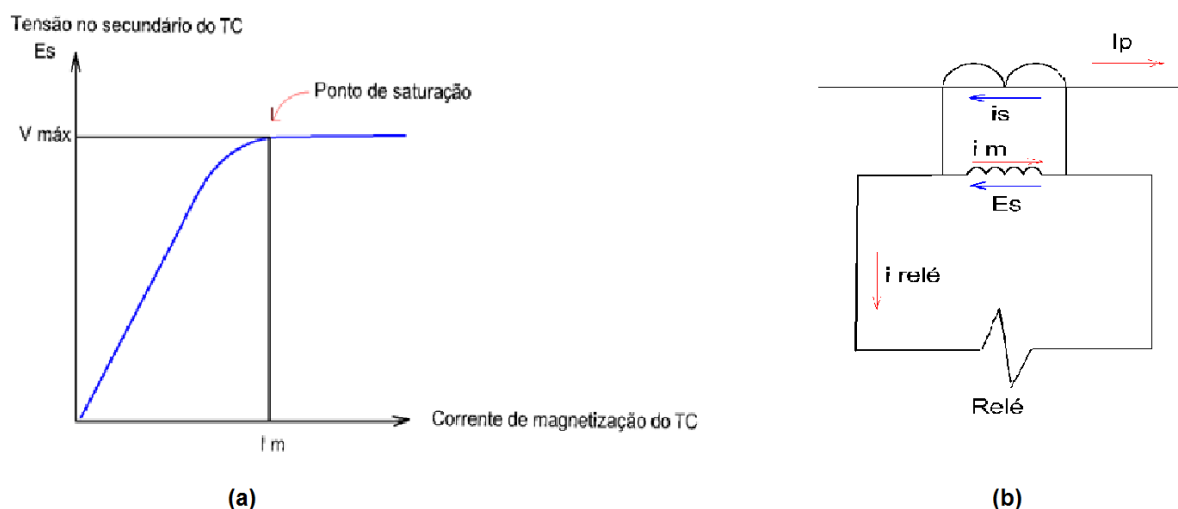 Tensão no secundário do TC
Es
Ponto de saturação
V máx
Corrente de magnetização do TC
I m
(a)
Ip
is
i m
Es
i relé
Relé
(b)